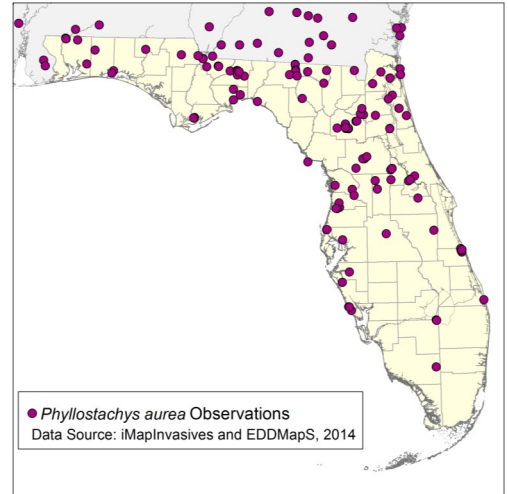 Phyllostachys aurea Observations
Data Source: iMapInvasives and EDDMapS, 2014